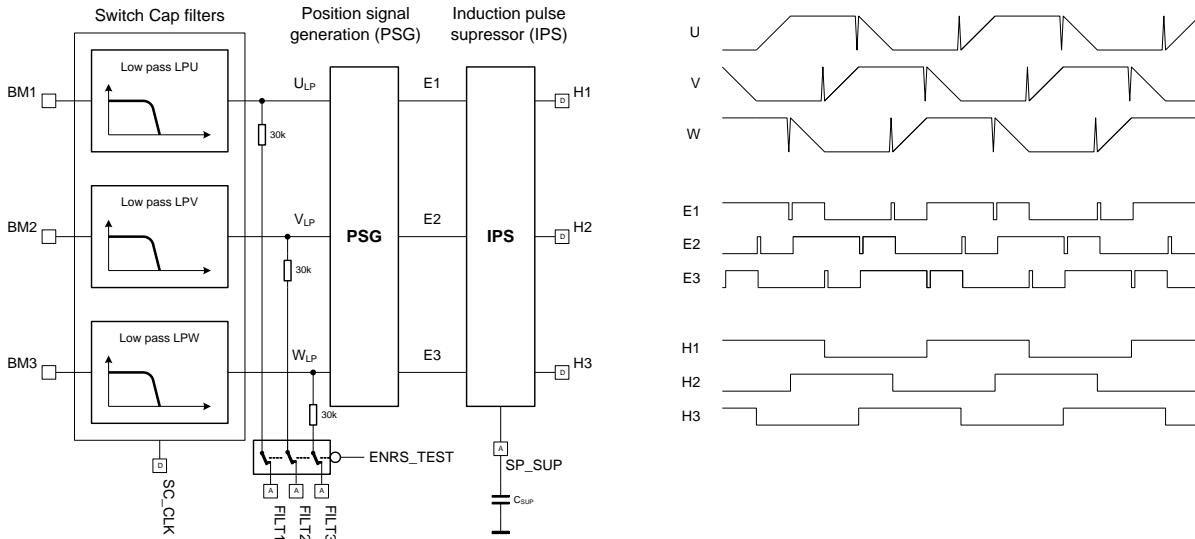 Switch Cap filters
Position signal
generation (PSG)
Induction pulse
supressor (IPS)
Low pass LPU
BM1
ULP
30k
E1
D
H1
Low pass LPV
BM2
VLP
30k
PSG
E2
IPS
D
H2
Low pass LPW
BM3
WLP
30k
E3
D
H3
D
SC_CLK
ENRS_TEST
A
A
A
FILT1
FILT2
FILT3
A
SP_SUP
CSUP
U
V
W
E1
E2
E3
H1
H2
H3